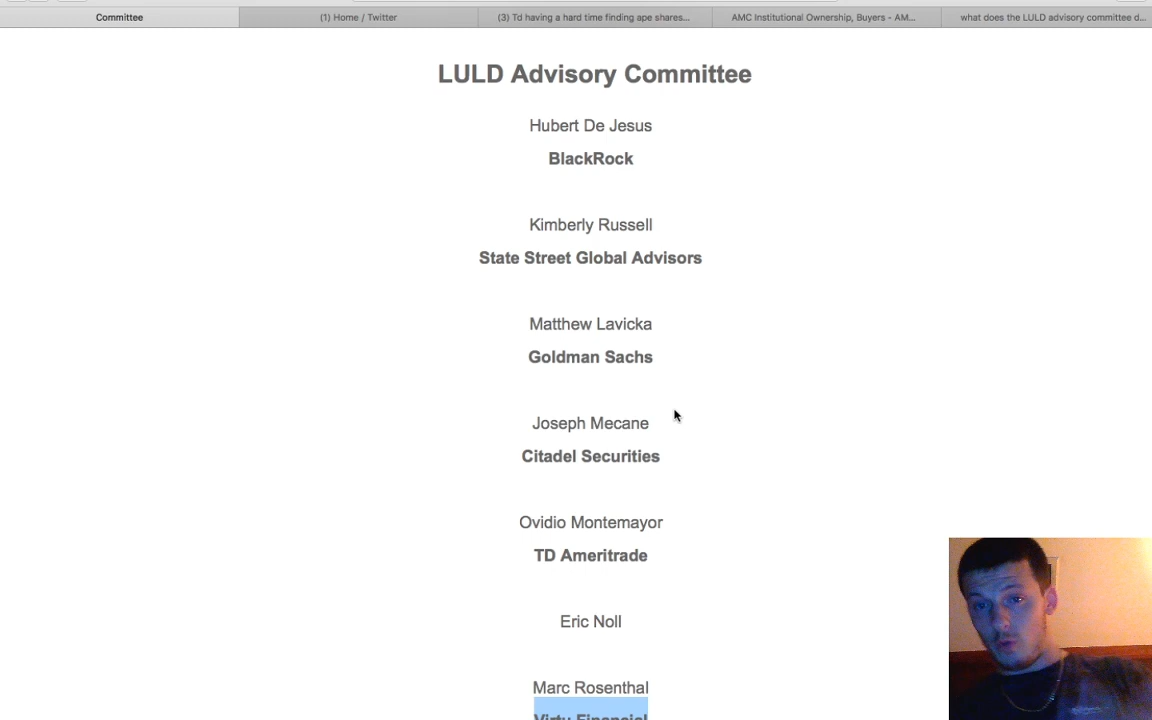 Committee
(1) Home / Twitter
(3) Td having a hard time finding ape shares...
AMC Institutional Ownership, Buyers - AM...
what does the LULD advisory committee d...
LULD Advisory Committee
Hubert De Jesus
BlackRock
Kimberly Russell
State Street Global Advisors
Matthew Lavicka
Goldman Sachs
Joseph Mecane
Citadel Securities
Ovidio Montemayor
TD Ameritrade
Eric Noll
Marc Rosenthal
Virtu Financial